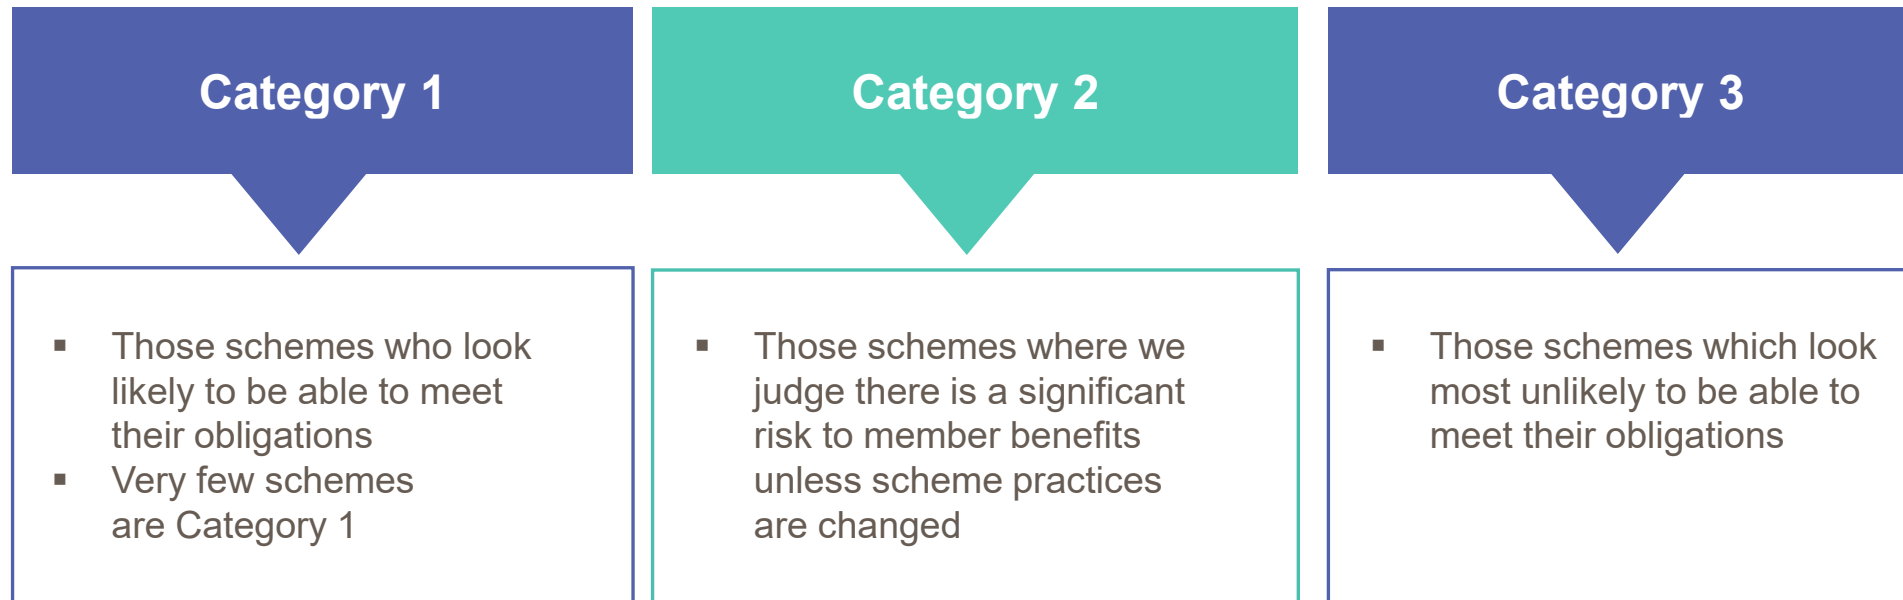 Category 1
▪ Those schemes who look
likely to be able to meet
their obligations
▪ Very few schemes
are Category 1
Category 2
▪ Those schemes where we
judge there is a significant
risk to member benefits
unless scheme practices
are changed
Category 3
▪ Those schemes which look
most unlikely to be able to
meet their obligations